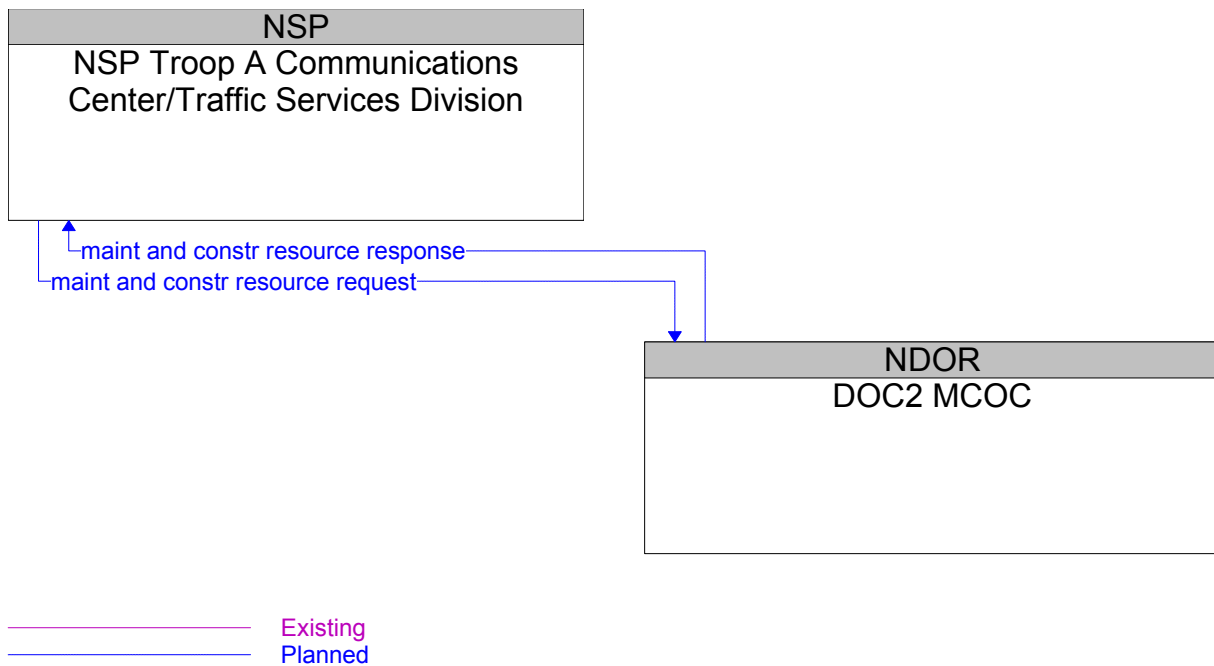 NSP
NSP Troop A Communications
Center/Traffic Services Division
maint and constr resource response
maint and constr resource request
NDOR
DOC2 MCOC
Existing
Planned